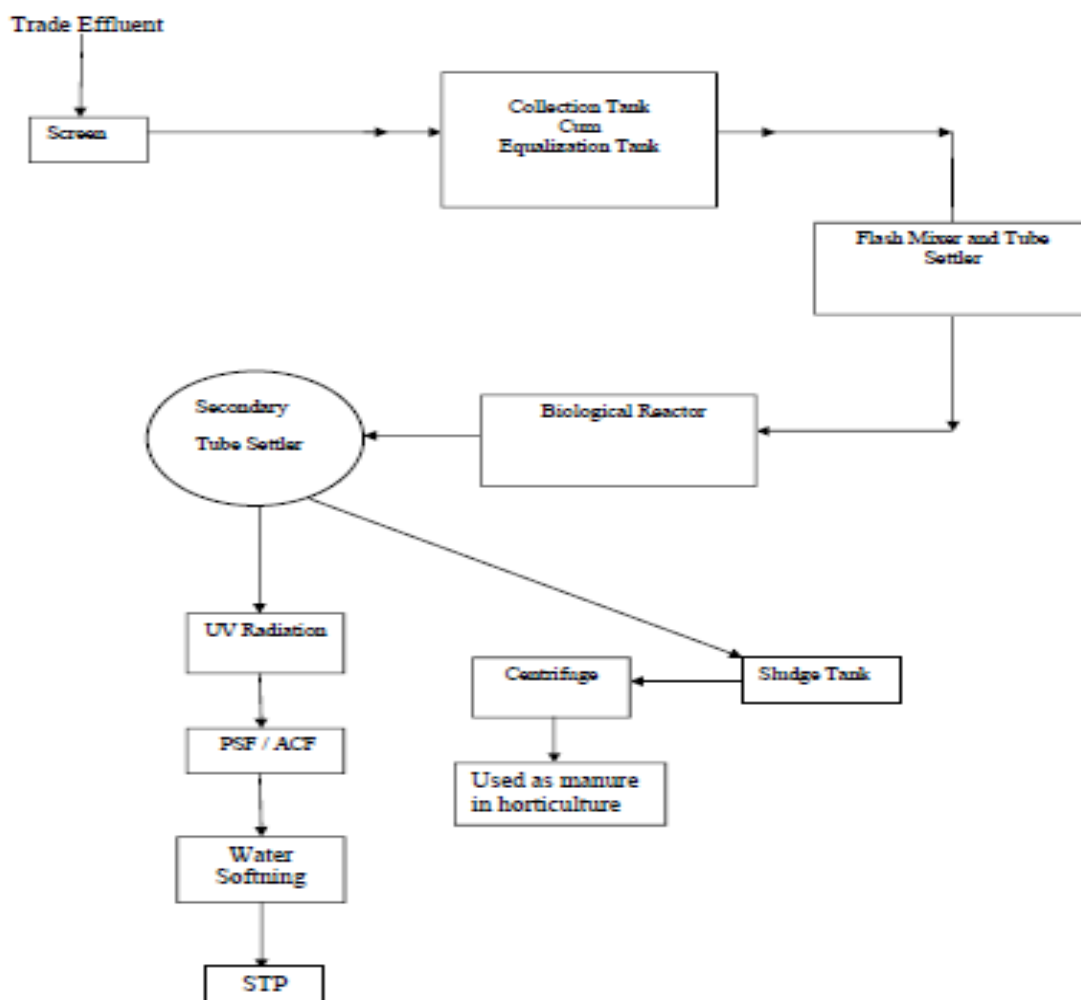 Trade Effluent
Screen
Collection Tank
Cum
Equalization Tank
Flash Mixer and Tube
Settler
Biological Reactor
Secondary
Tube Settler
UV Radiation
Centrifuge
Sludge Tank
PSF / ACF
Used as manure
in horticulture
Water
Softning
STP